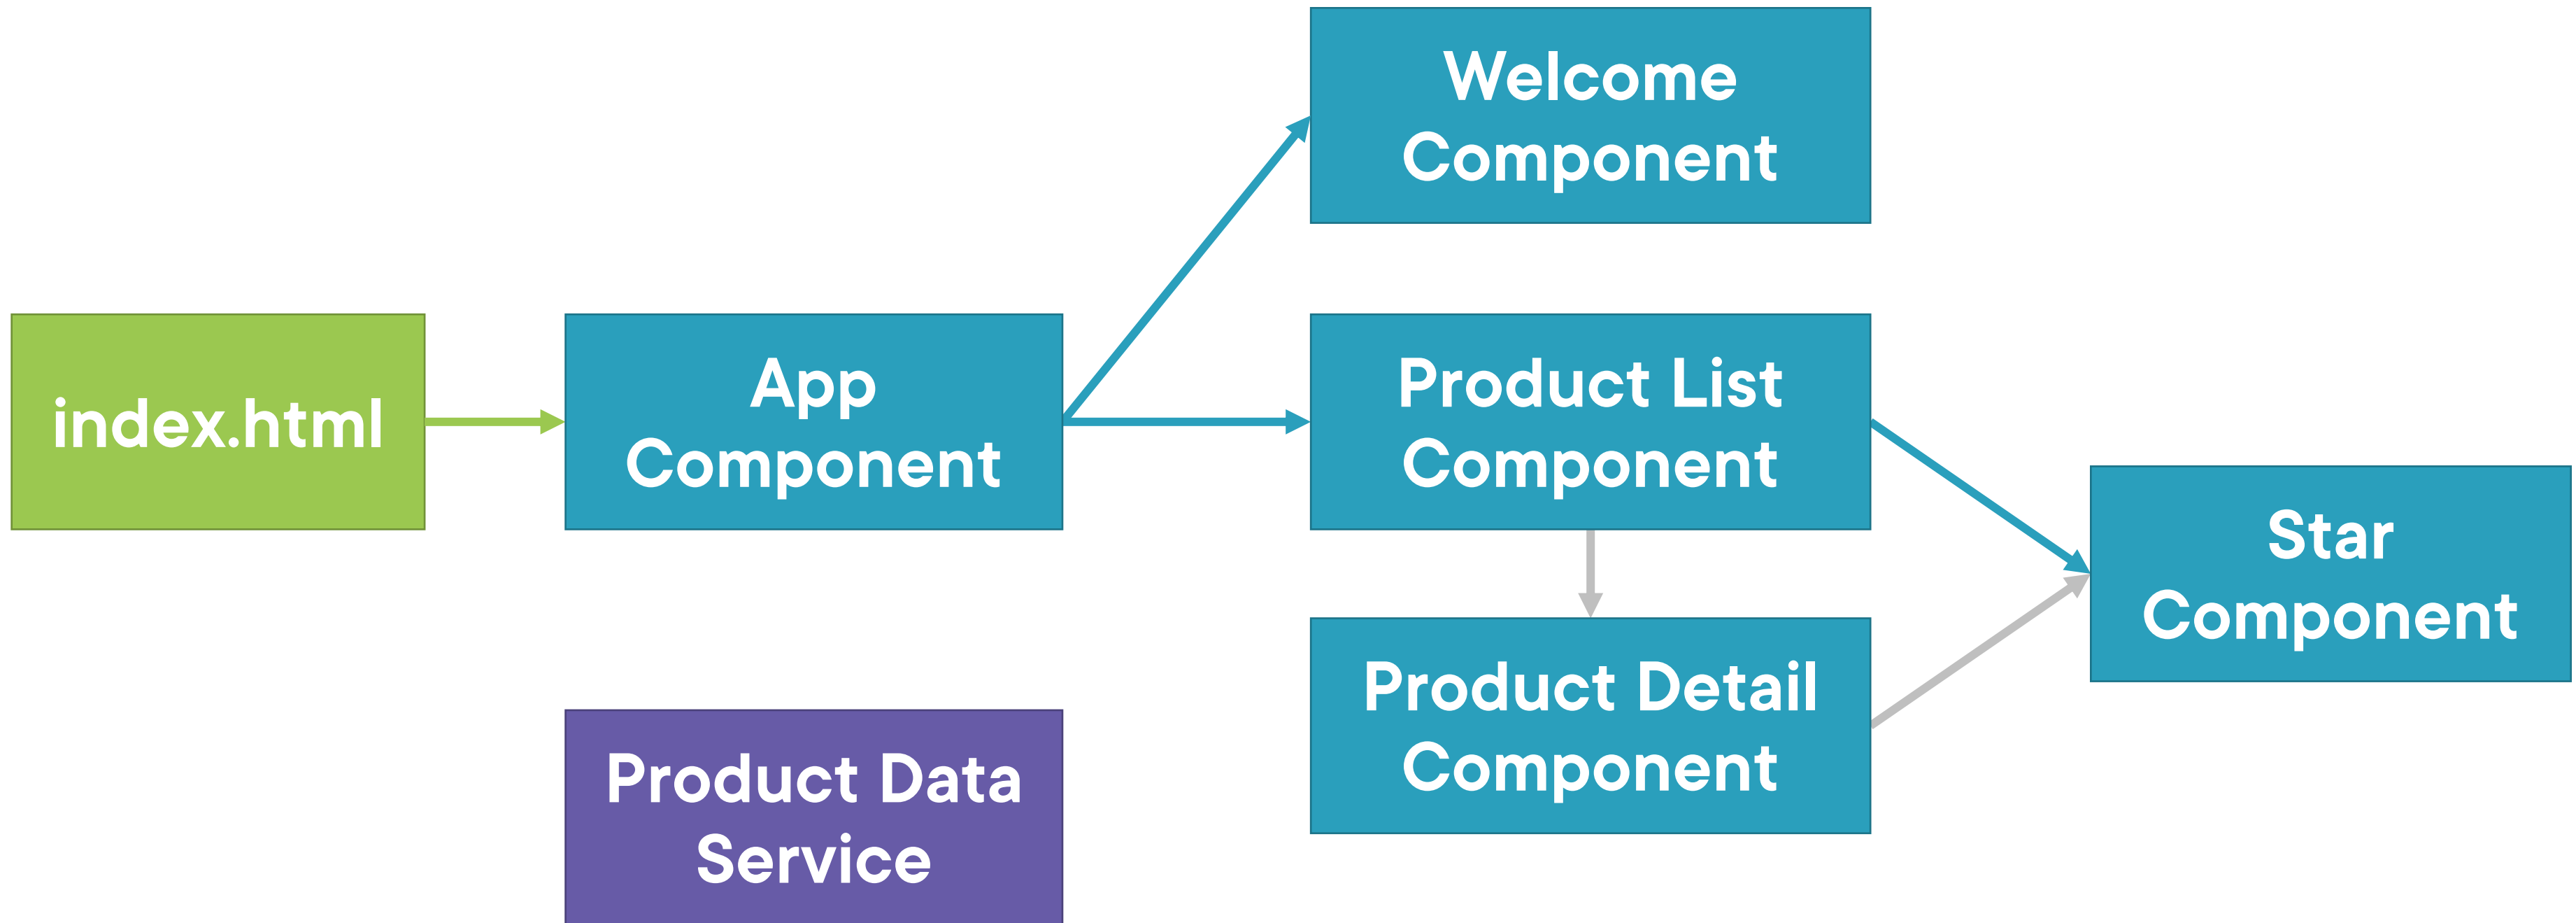 Welcome
Component
index.html
App
Component
Product List
Component
Star
Component
Product Detail
Component
Product Data
Service